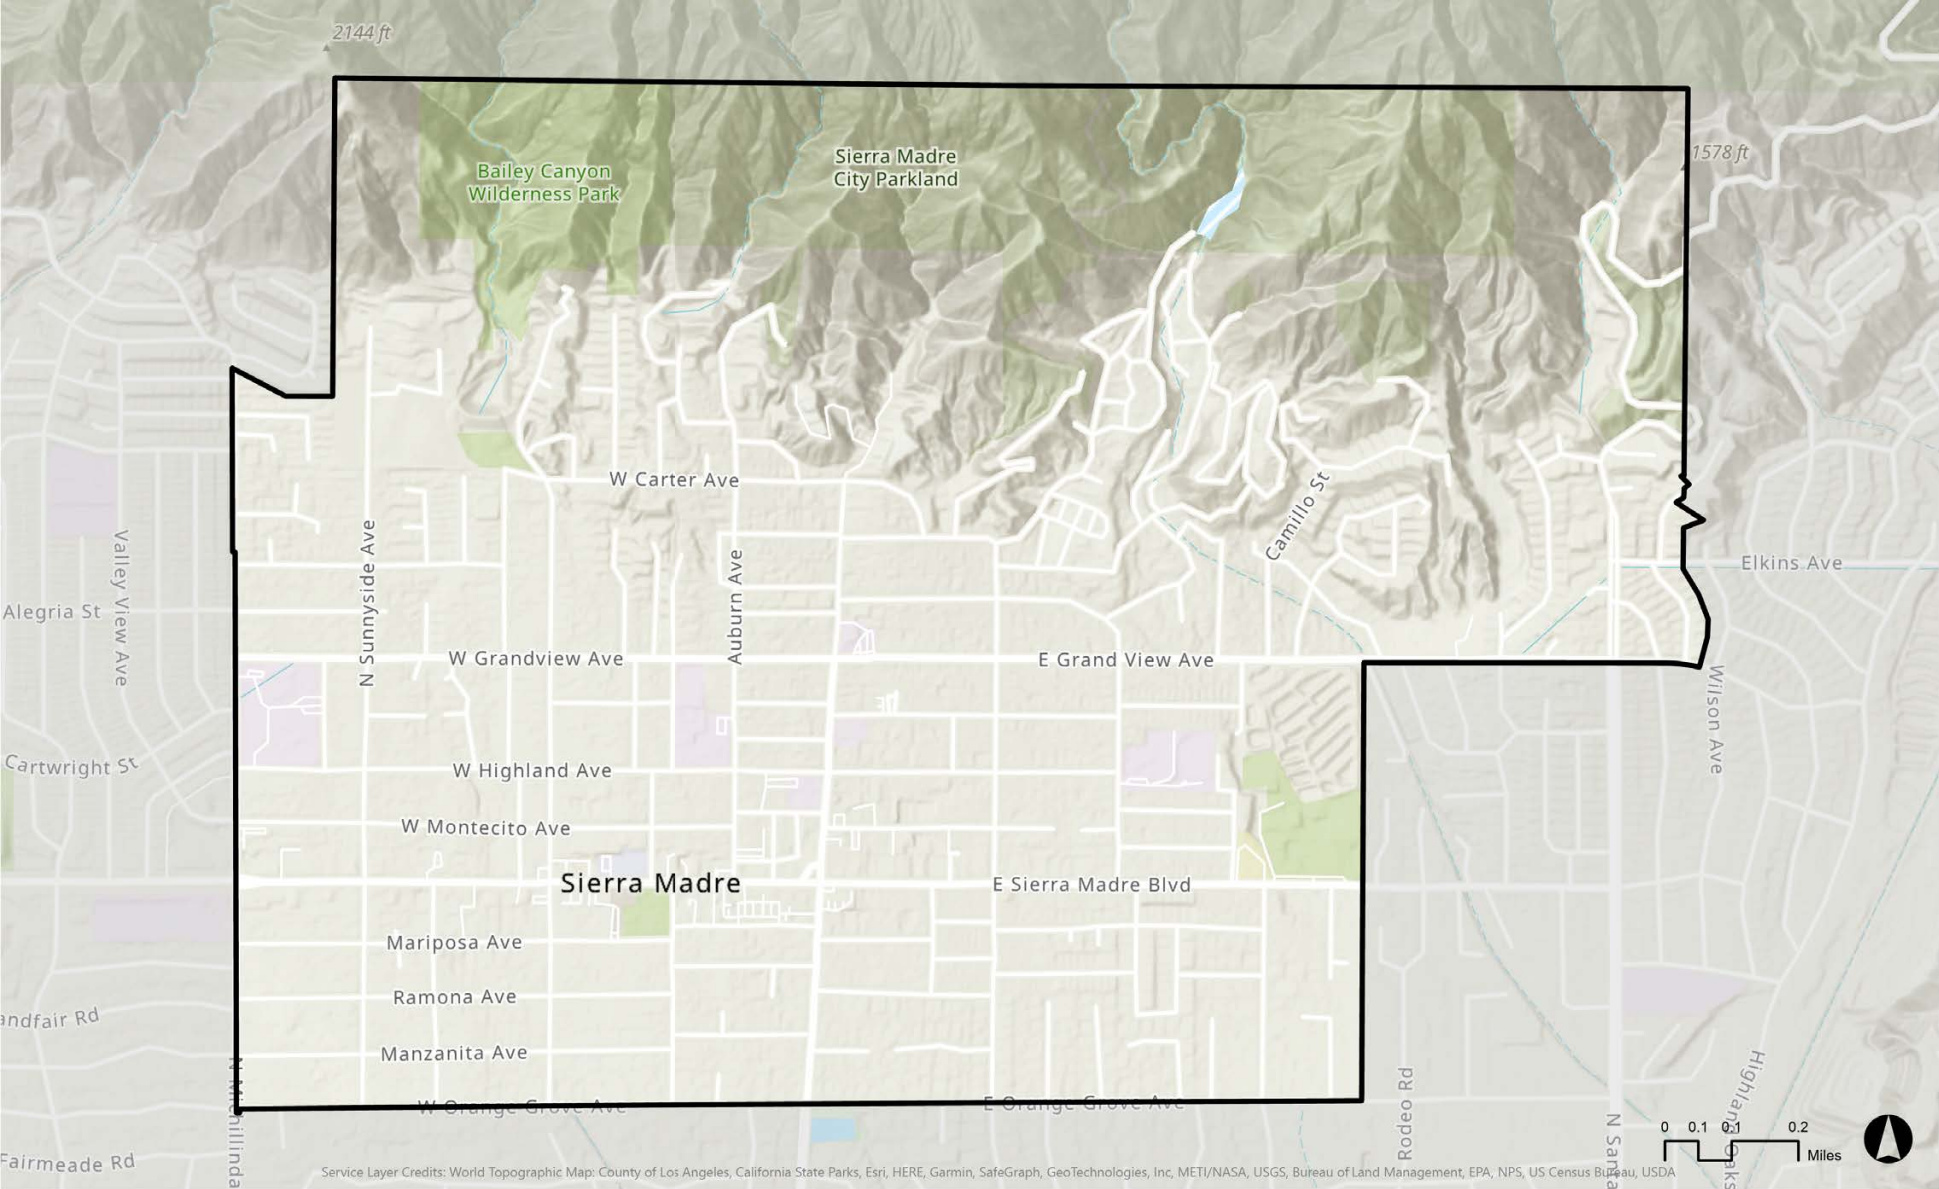 2144 ft
Sierra Madre
City Parkland
Bailey Canyon
Wilderness Park
1578 ft
W Carter Ave
Camillo St
N Sunnyside Ave
Auburn Ave
Valley View Ave
Elkins Ave
Alegria St
W Grandview Ave
E Grand View Ave
Wilson Ave
Cartwright St
W Highland Ave
W Montecito Ave
Sierra Madre
E Sierra Madre Blvd
Mariposa Ave
Ramona Ave
andfair Rd
Manzanita Ave
N Michillinda
W Orange Grove Ave
E Orange Grove Ave
Rodeo Rd
N Santa
Highland Oaks
Fairmeade Rd
0 0.1 0.1 0.2
Miles
Service Layer Credits: World Topographic Map: County of Los Angeles, California State Parks, Esri, HERE, Garmin, SafeGraph, GeoTechnologies, Inc, METI/NASA, USGS, Bureau of Land Management, EPA, NPS, US Census Bureau, USDA